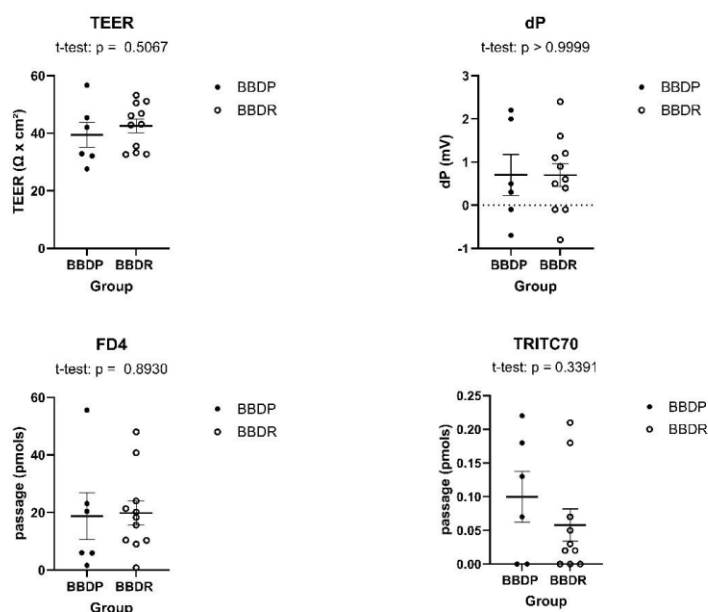 TEER
t-test: p = 0.5067
BBDP
BBDR
TEER (Ω x cm²)
60
40
20
0
BBDP BBDR
Group
dP
t-test: p > 0.9999
BBDP
BBDR
dP (mV)
3
2
1
0
-1
BBDP BBDR
Group
FD4
t-test: p = 0.8930
BBDP
BBDR
passage (pmols)
60
40
20
0
BBDP BBDR
Group
TRITC70
t-test: p = 0.3391
BBDP
BBDR
passage (pmols)
0.25
0.20
0.15
0.10
0.05
0.00
BBDP BBDR
Group